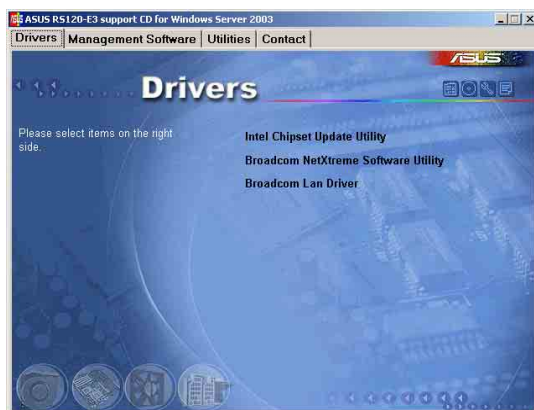 ASUS RS120-E3 support CD for Windows Server 2003
Drivers Management Software Utilities Contact
ASUS
Drivers
Please select items on the right
side.
Intel Chipset Update Utility
Broadcom NetXtreme Software Utility
Broadcom Lan Driver